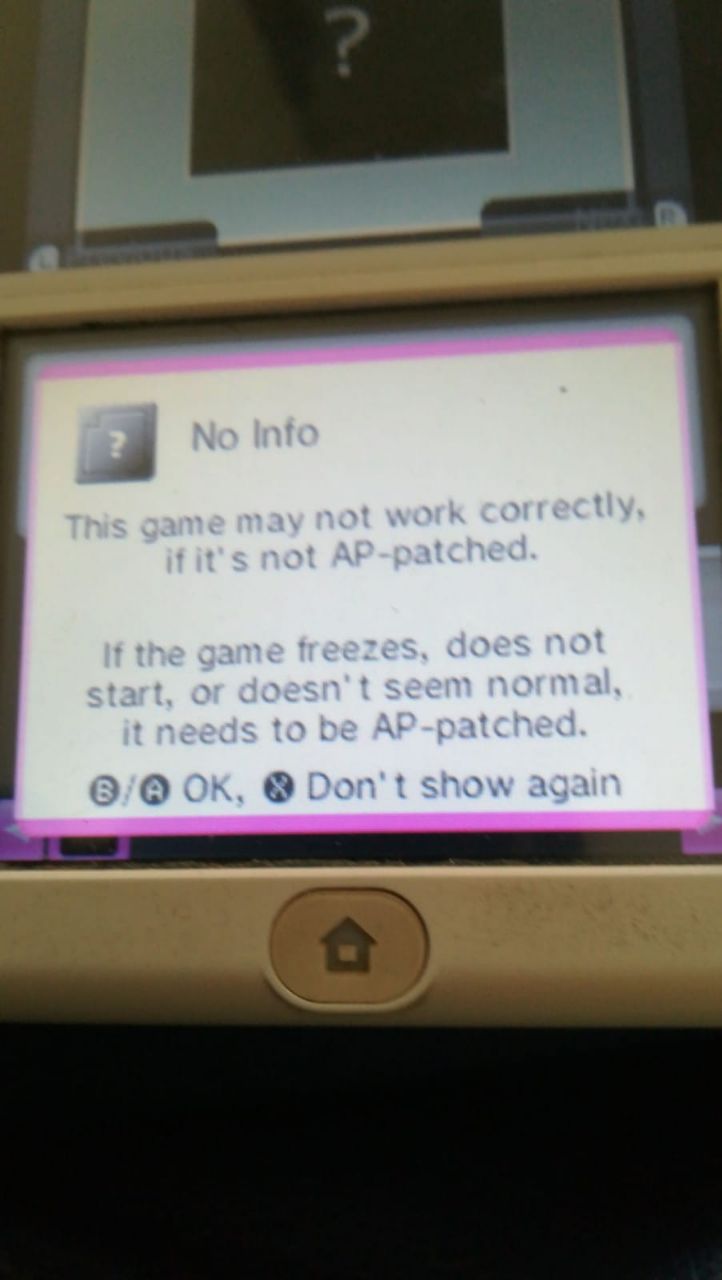 ?
L
R
?
No Info
This game may not work correctly,
if it's not AP-patched.
If the game freezes, does not
start, or doesn't seem normal,
it needs to be AP-patched.
B/A OK, X Don't show again